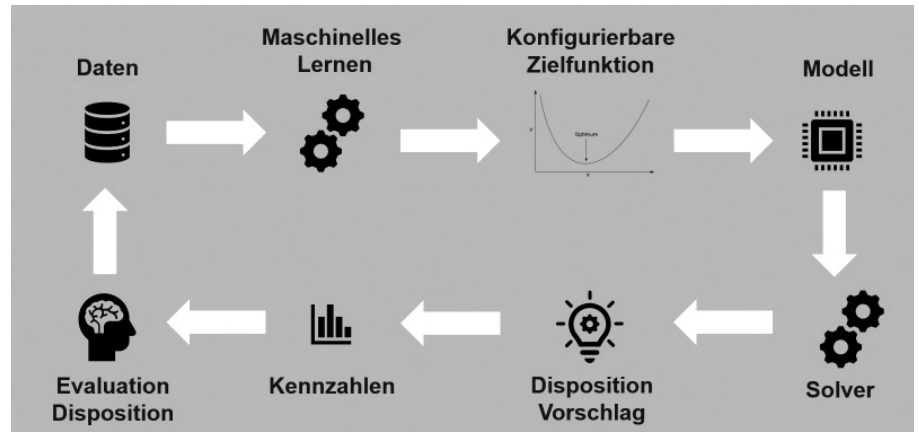 Daten
Maschinelles
Lernen
Konfigurierbare
Zielfunktion
Modell
y
Optimum
x
Evaluation
Disposition
Kennzahlen
Disposition
Vorschlag
Solver